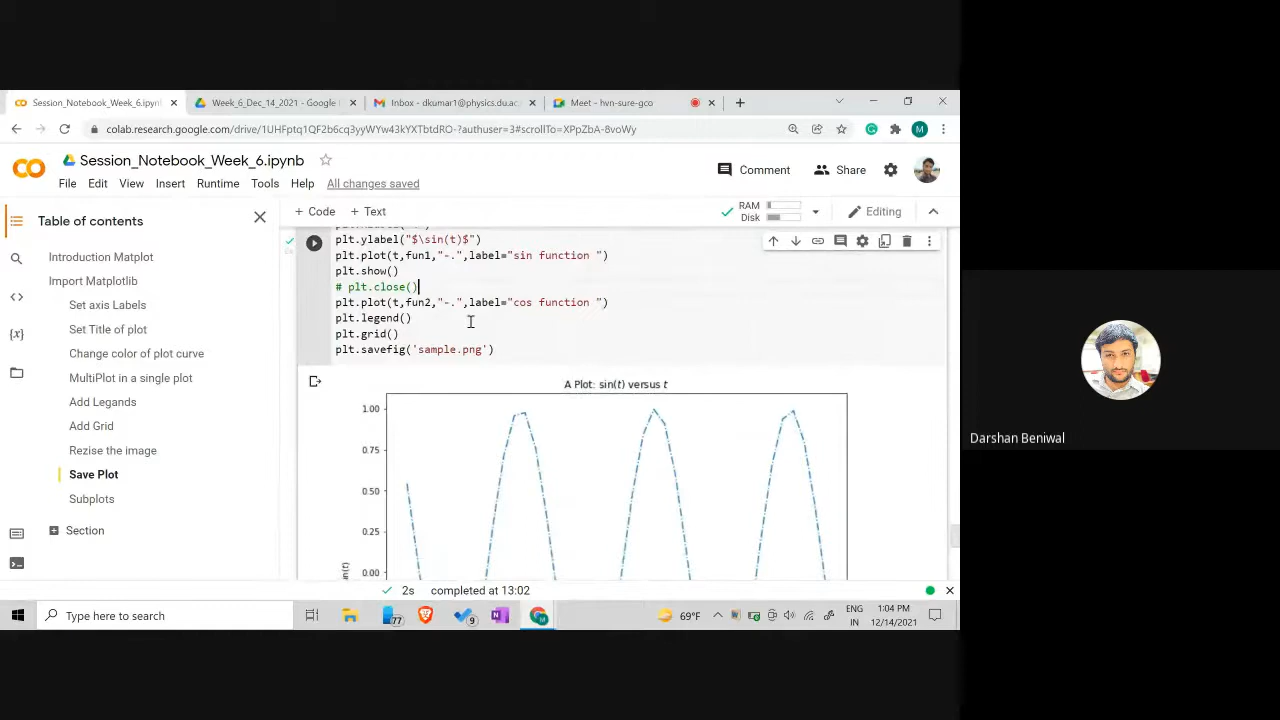 Session_Notebook_Week_6.ipynb
Week_6_Dec_14_2021 - Google
Inbox - dkumar1@physics.du.ac
Meet - hvn-sure-gco
colab.research.google.com/drive/1UHFptq1QF2b6cq3yyWYw43kYXTbtdRO-?authuser=3#scrollTo=XPpZbA-8voWy
M
CO
Session_Notebook_Week_6.ipynb
Comment
Share
File
Edit
View
Insert
Runtime
Tools
Help
All changes saved
Table of contents
+ Code
+ Text
RAM
Disk
Editing
Introduction Matplot
Import Matplotlib
Set axis Labels
Set Title of plot
Change color of plot curve
MultiPlot in a single plot
Add Legands
Add Grid
Rezise the image
Save Plot
Subplots
Section
plt.ylabel("$\sin(t)$")
plt.plot(t,fun1,"-.",label="sin function ")
plt.show()
# plt.close()
plt.plot(t,fun2,"-.",label="cos function ")
plt.legend()
plt.grid()
plt.savefig('sample.png')
A Plot: sin(t) versus t
1.00
0.75
0.50
0.25
0.00
2s
completed at 13:02
Type here to search
77
9
69°F
ENG
IN
1:04 PM
12/14/2021
Darshan Beniwal